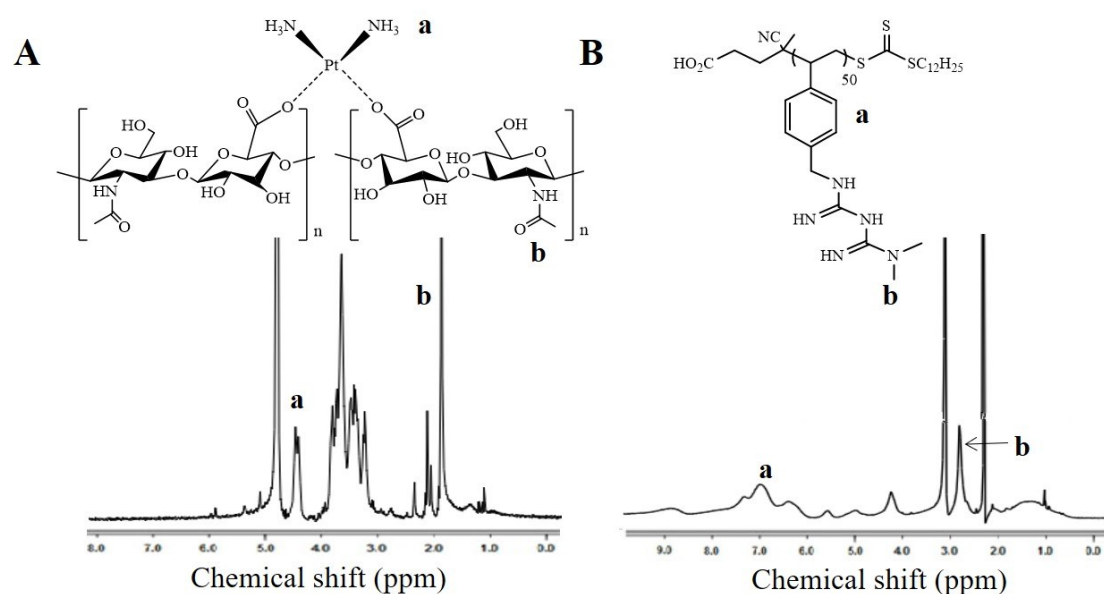 A
H₃N
NH₃
a
Pt
O
O
O
O
HO
OH
O
O
O
O
HO
NH
O
HO
OH
n
OH
O
O
HO
O
O
HO
OH
NH
O
n
b
b
a
8.0 7.0 6.0 5.0 4.0 3.0 2.0 1.0 0.0
Chemical shift (ppm)
B
NC
S
HO₂C
S
SC₁₂H₂₅
50
a
NH
HN
NH
HN
N
b
b
a
9.0 8.0 7.0 6.0 5.0 4.0 3.0 2.0 1.0 0.0
Chemical shift (ppm)